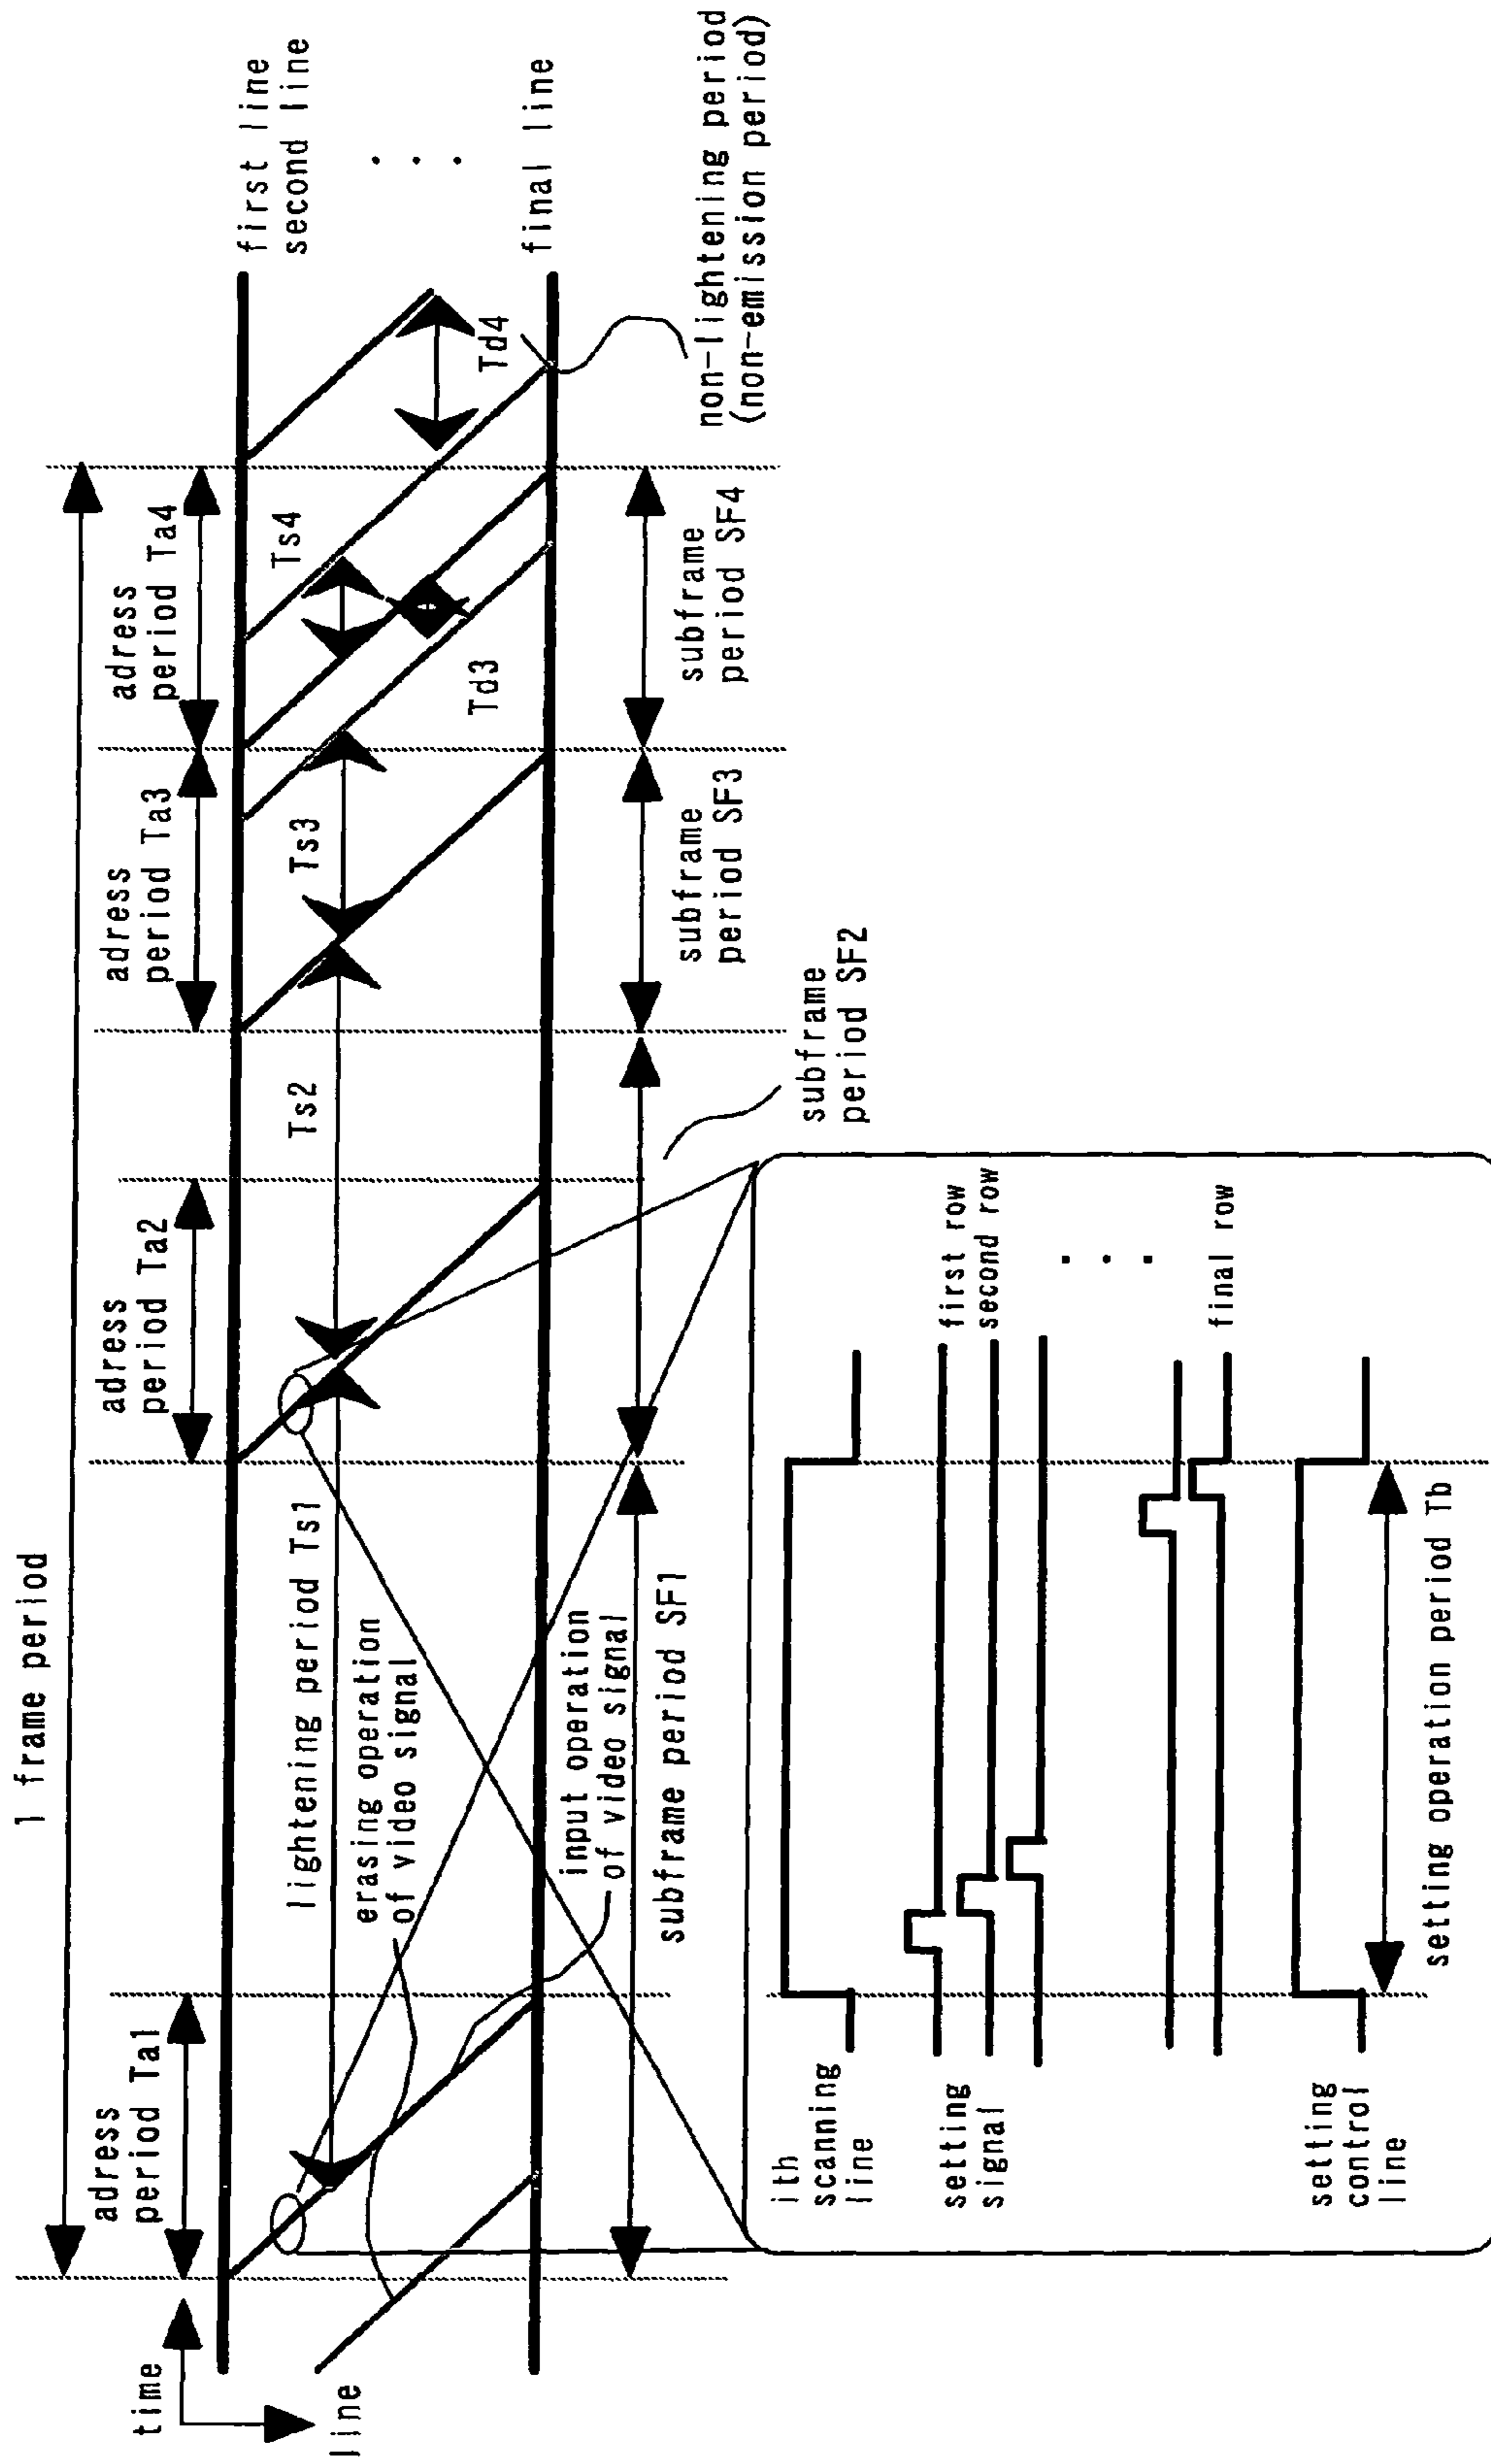 1 frame period
adress
period Ta1
adress
period Ta2
adress
period Ta3
adress
period Ta4
time
line
first line
second line
final line
lightening period Ts1
Ts2
Ts3
Ts4
Td3
Td4
erasing operation
of video signal
input operation
of video signal
non-lightening period
(non-emission period)
subframe period SF1
subframe
period SF2
subframe
period SF3
subframe
period SF4
ith
scanning
line
setting
signal
first row
second row
final row
setting
control
line
setting operation period Tb